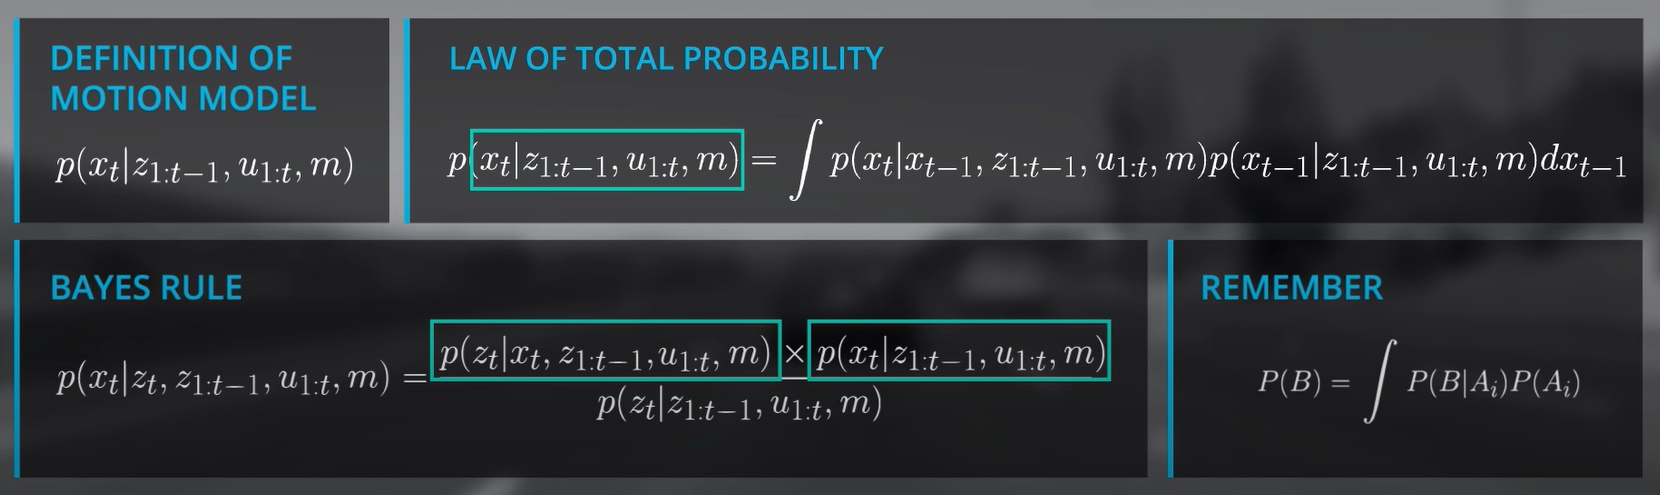 DEFINITION OF
MOTION MODEL
p(x_t|z_{1:t-1}, u_{1:t}, m)
LAW OF TOTAL PROBABILITY
p(x_t|z_{1:t-1}, u_{1:t}, m) = ∫ p(x_t|x_{t-1}, z_{1:t-1}, u_{1:t}, m)p(x_{t-1}|z_{1:t-1}, u_{1:t}, m)dx_{t-1}
BAYES RULE
p(x_t|z_t, z_{1:t-1}, u_{1:t}, m) = \frac{p(z_t|x_t, z_{1:t-1}, u_{1:t}, m) × p(x_t|z_{1:t-1}, u_{1:t}, m)}{p(z_t|z_{1:t-1}, u_{1:t}, m)}
REMEMBER
P(B) = ∫ P(B|A_i)P(A_i)